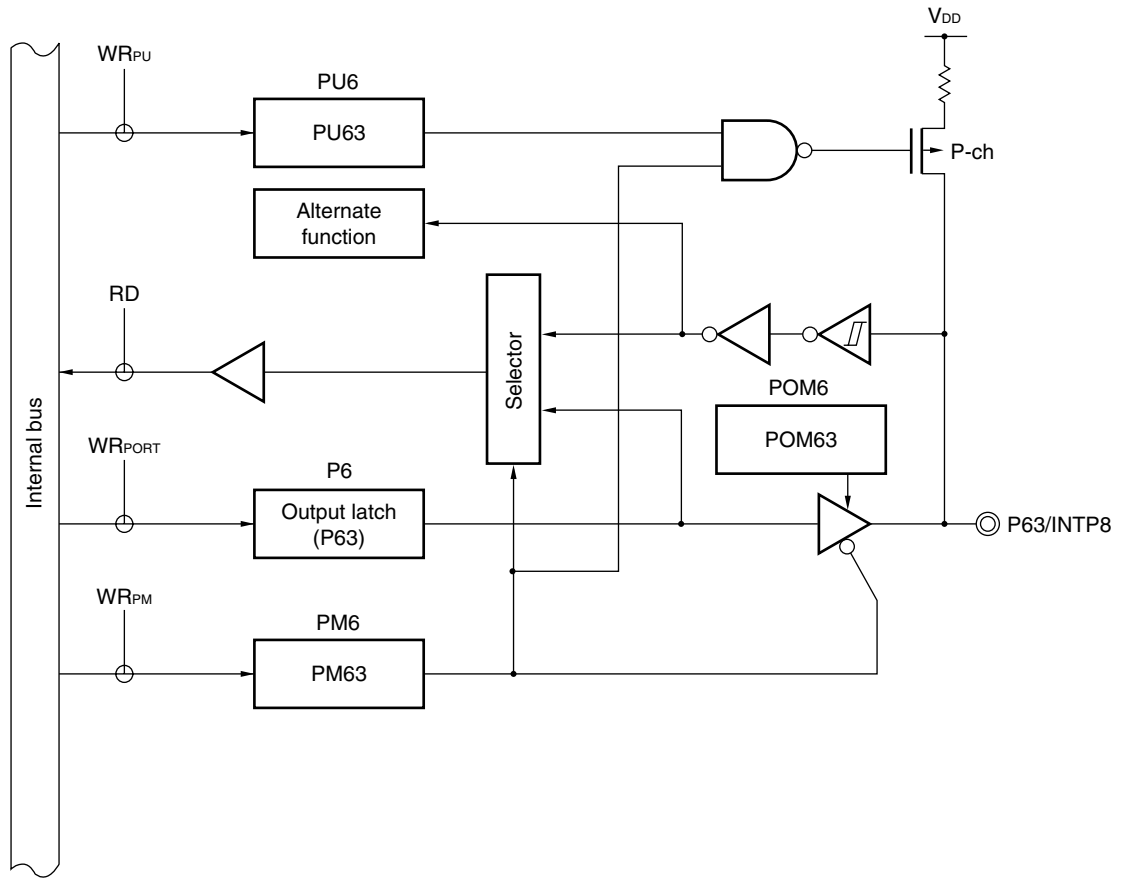 VDD
WRPU
PU6
PU63
P-ch
Alternate
function
RD
Selector
Internal bus
POM6
POM63
WRPORT
P6
Output latch
(P63)
P63/INTP8
WRPM
PM6
PM63